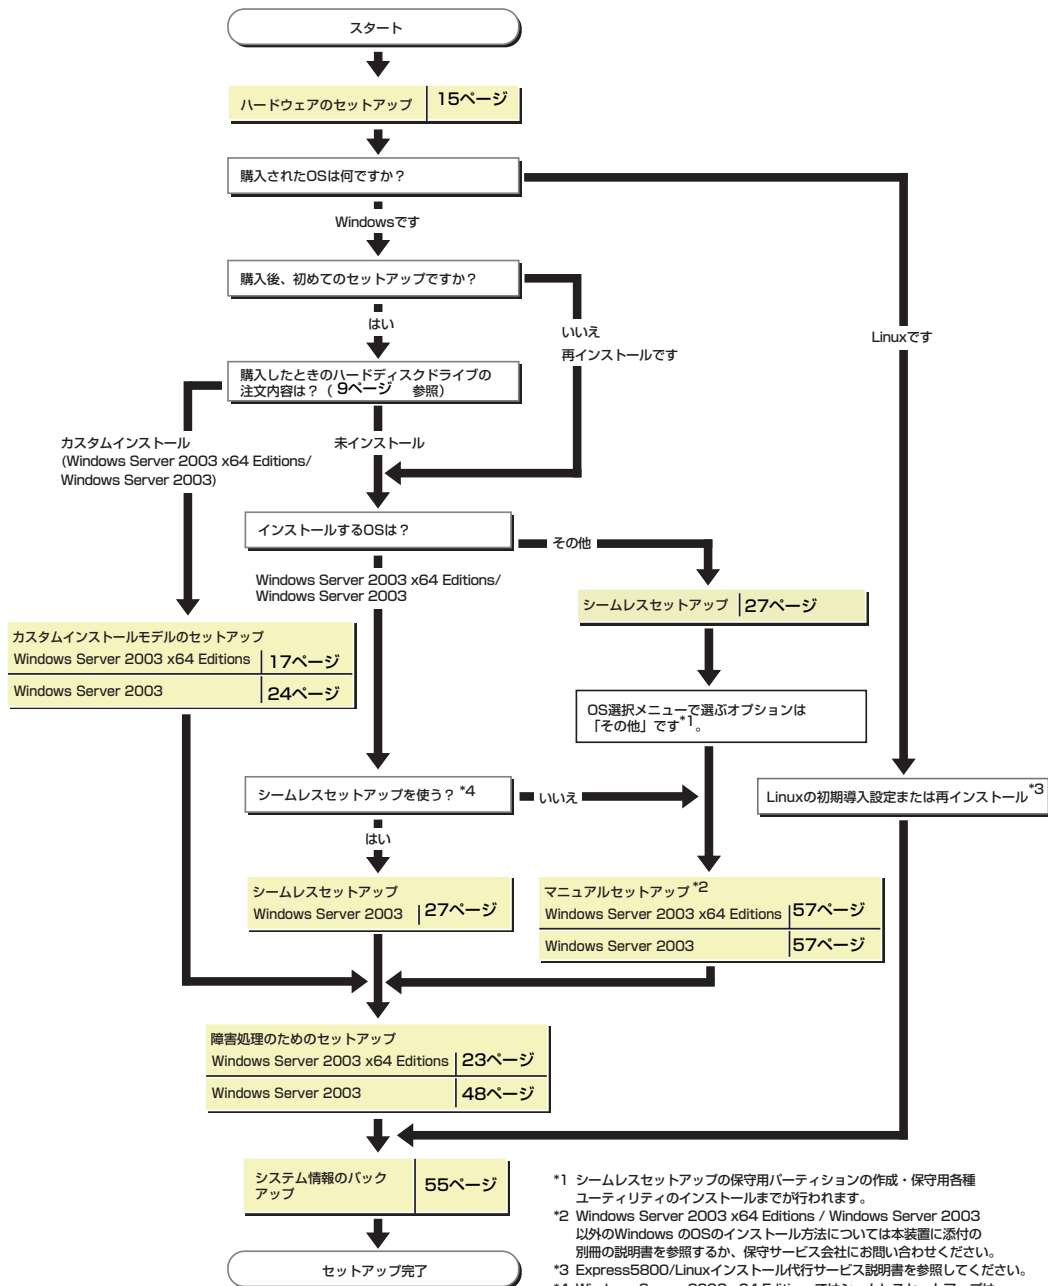 スタート
ハードウェアのセットアップ 15ページ
購入されたOSは何ですか？
Windowsです
購入後、初めてのセットアップですか？
はい
いいえ
再インストールです
Linuxです
購入したときのハードディスクドライブの
注文内容は？（ 9ページ 参照）
カスタムインストール
(Windows Server 2003 x64 Editions/
Windows Server 2003)
未インストール
インストールするOSは？
その他
Windows Server 2003 x64 Editions/
Windows Server 2003
シームレスセットアップ 27ページ
カスタムインストールモデルのセットアップ
Windows Server 2003 x64 Editions 17ページ
Windows Server 2003 24ページ
OS選択メニューで選ぶオプションは
「その他」です*1。
シームレスセットアップを使う？ *4
いいえ
Linuxの初期導入設定または再インストール*3
はい
シームレスセットアップ
Windows Server 2003 27ページ
マニュアルセットアップ*2
Windows Server 2003 x64 Editions 57ページ
Windows Server 2003 57ページ
障害処理のためのセットアップ
Windows Server 2003 x64 Editions 23ページ
Windows Server 2003 48ページ
システム情報のバック
アップ 55ページ
セットアップ完了
*1 シームレスセットアップの保守用パーティションの作成・保守用各種
ユーティリティのインストールまでが行われます。
*2 Windows Server 2003 x64 Editions / Windows Server 2003
以外のWindows のOSのインストール方法については本装置に添付の
別冊の説明書を参照するか、保守サービス会社にお問い合わせください。
*3 Express5800/Linuxインストール代行サービス説明書を参照してください。